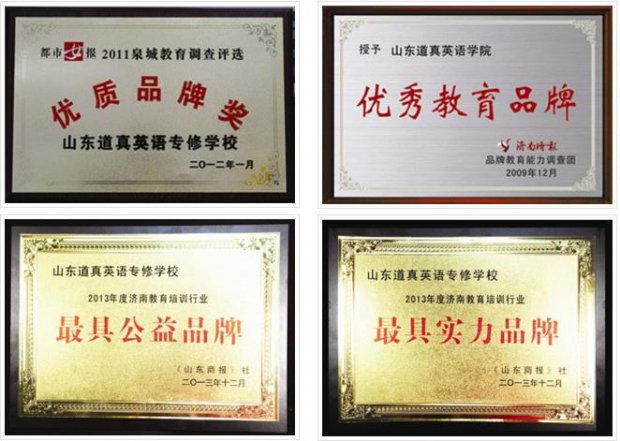 都市女报 2011泉城教育调查评选
优质品牌奖
山东道真英语专修学校
二〇一二年一月
授予 山东道真英语学院
优秀教育品牌
济南时报
品牌教育能力调查团
2009年12月
山东道真英语专修学校
2013年度济南教育培训行业
最具公益品牌
《山东商报》社
二〇一三年十二月
山东道真英语专修学校
2013年度济南教育培训行业
最具实力品牌
《山东商报》社
二〇一三年十二月